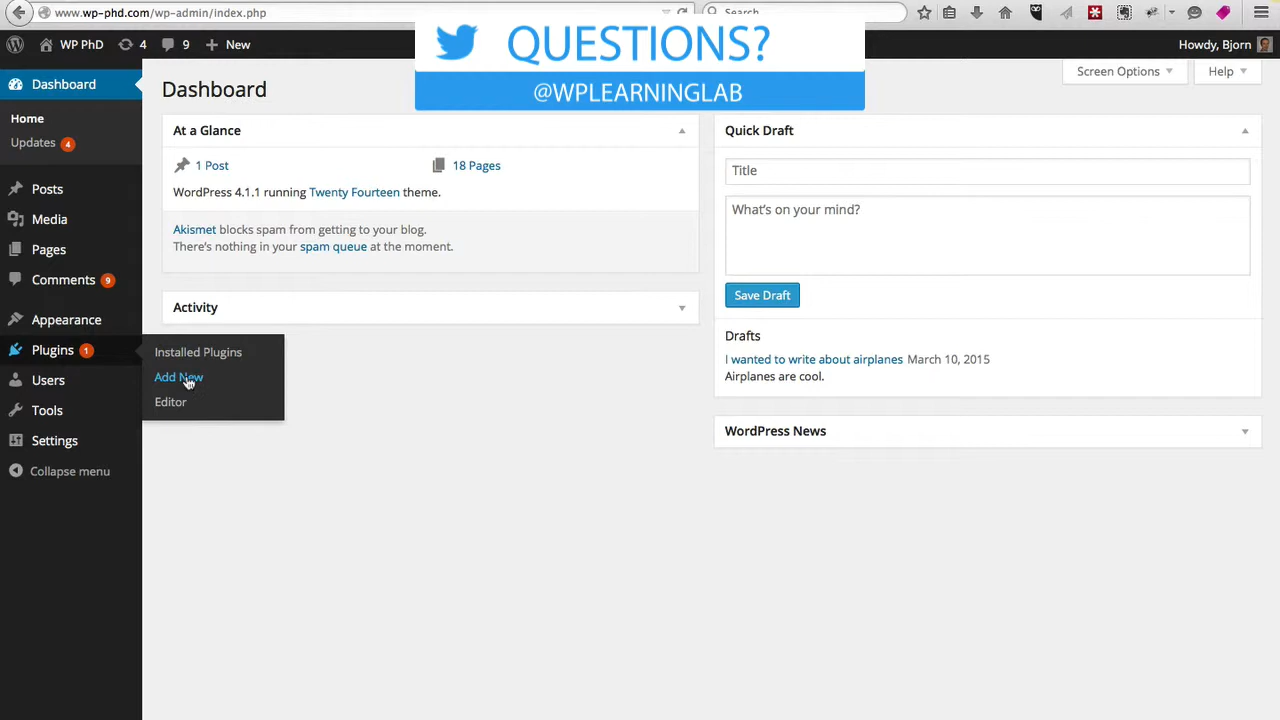 www.wp-phd.com/wp-admin/index.php
Search
WP PhD
4
9
New
Howdy, Bjorn
QUESTIONS?
@WPLEARNINGLAB
Screen Options
Help
Dashboard
Home
Updates 4
Posts
Media
Pages
Comments 9
Appearance
Plugins 1
Users
Tools
Settings
Collapse menu
Installed Plugins
Add New
Editor
Dashboard
At a Glance
1 Post
18 Pages
WordPress 4.1.1 running Twenty Fourteen theme.
Akismet blocks spam from getting to your blog.
There's nothing in your spam queue at the moment.
Activity
Quick Draft
Title
What's on your mind?
Save Draft
Drafts
I wanted to write about airplanes March 10, 2015
Airplanes are cool.
WordPress News